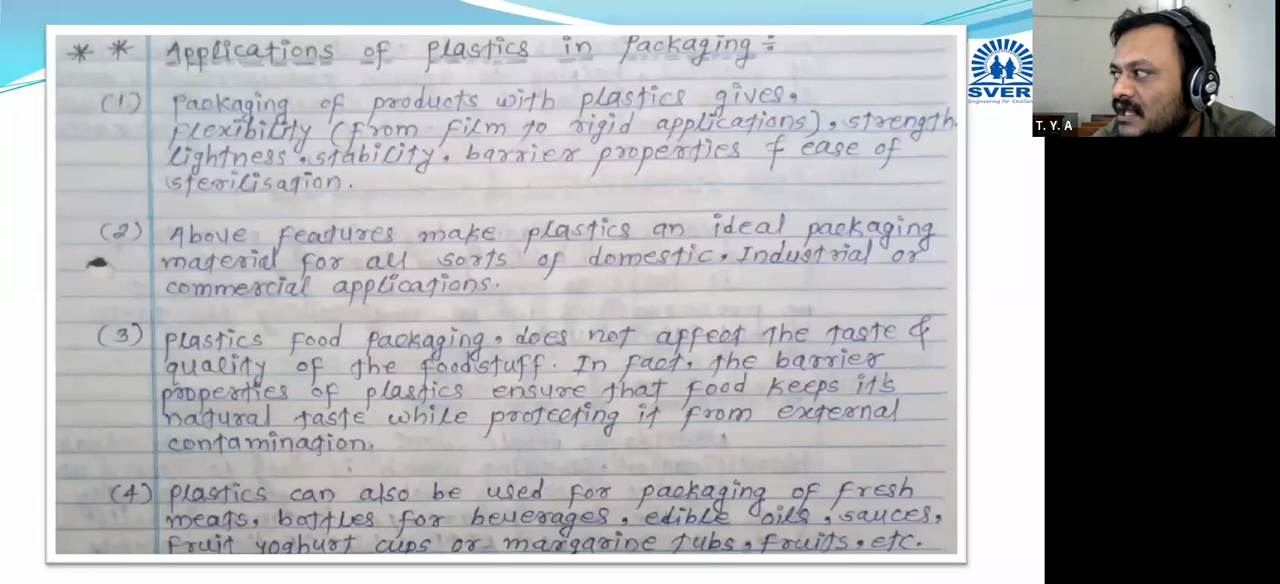 ** Applications of plastics in Packaging ÷
(1) Packaging of products with plastics gives,
flexibility (from film to rigid applications), strength
lightness, stability, barrier properties & ease of
sterilisation.
(2) Above features make plastics an ideal packaging
material for all sorts of domestic, Industrial or
commercial applications.
(3) plastics food packaging, does not affect the taste &
quality of the foodstuff. In fact, the barrier
properties of plastics ensure that food keeps it's
natural taste while protecting it from external
contamination.
(4) plastics can also be used for packaging of fresh
meats, battles for beverages, edible oils, sauces,
fruit yoghurt cups or margarine tubs, fruits, etc.
SVER
Engineering for Excellen
T. Y. A